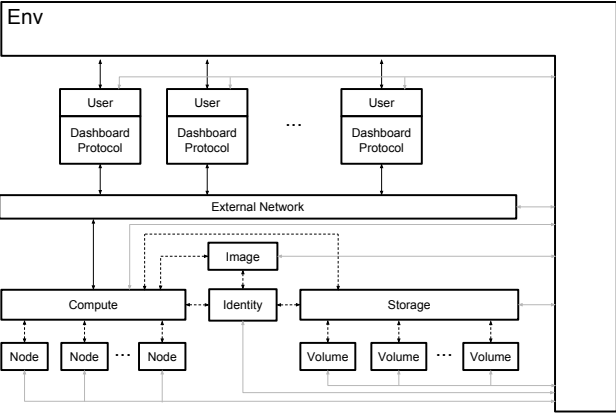 Env
User User User
Dashboard Protocol Dashboard Protocol ... Dashboard Protocol
External Network
Image
Compute Identity Storage
Node Node ... Node Volume Volume ... Volume